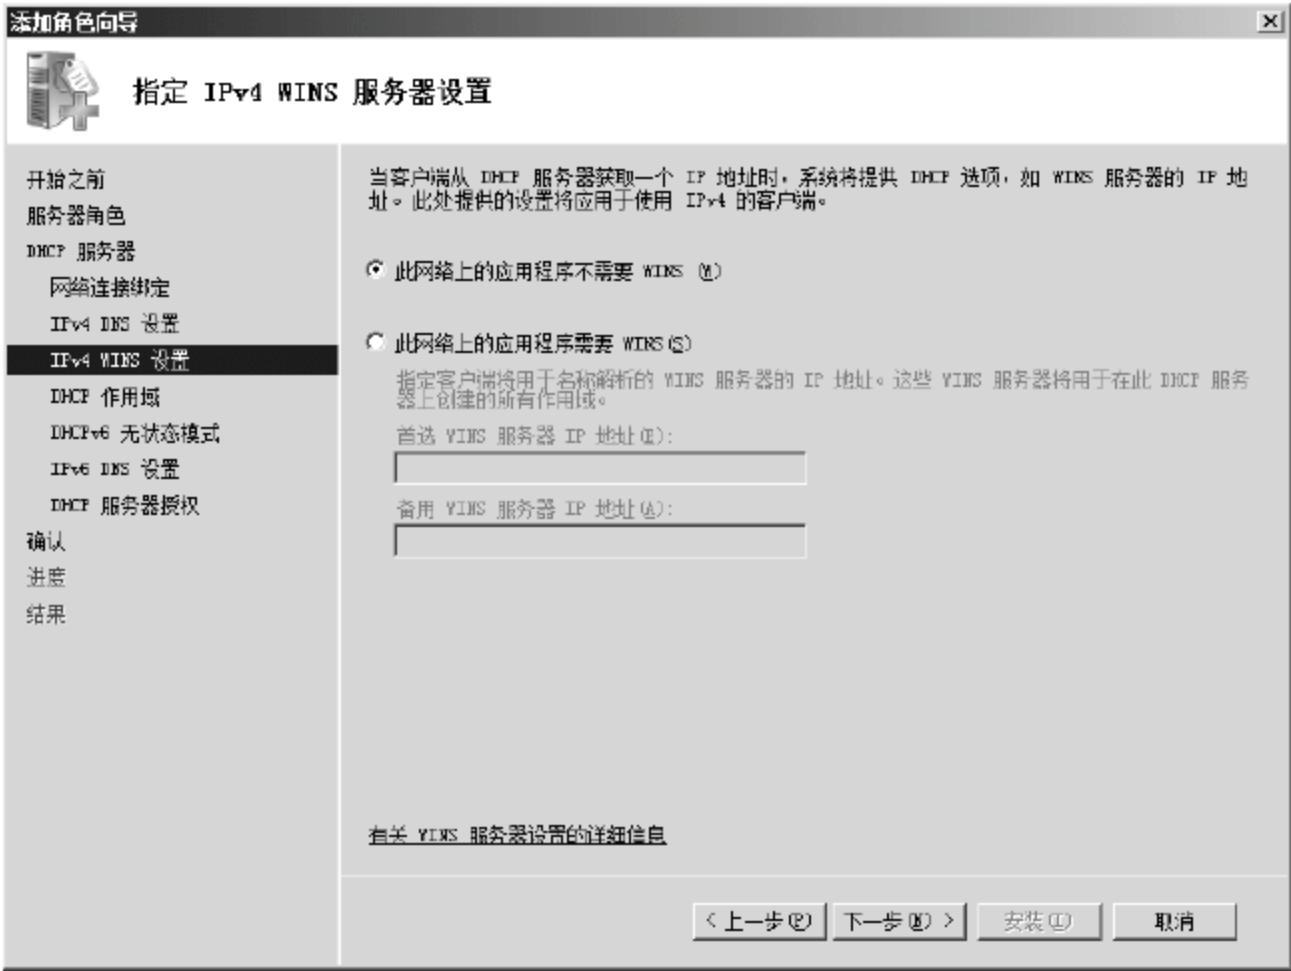 添加角色向导
指定 IPv4 WINS 服务器设置
开始之前
服务器角色
DHCP 服务器
网络连接绑定
IPv4 DNS 设置
IPv4 WINS 设置
DHCP 作用域
DHCPv6 无状态模式
IPv6 DNS 设置
DHCP 服务器授权
确认
进度
结果
当客户端从 DHCP 服务器获取一个 IP 地址时，系统将提供 DHCP 选项，如 WINS 服务器的 IP 地
址。此处提供的设置将应用于使用 IPv4 的客户端。
此网络上的应用程序不需要 WINS (W)
此网络上的应用程序需要 WINS(S)
指定客户端将用于名称解析的 WINS 服务器的 IP 地址。这些 WINS 服务器将用于在此 DHCP 服务
器上创建的所有作用域。
首选 WINS 服务器 IP 地址(R):
备用 WINS 服务器 IP 地址(A):
有关 WINS 服务器设置的详细信息
< 上一步(P)
下一步(N) >
安装(I)
取消